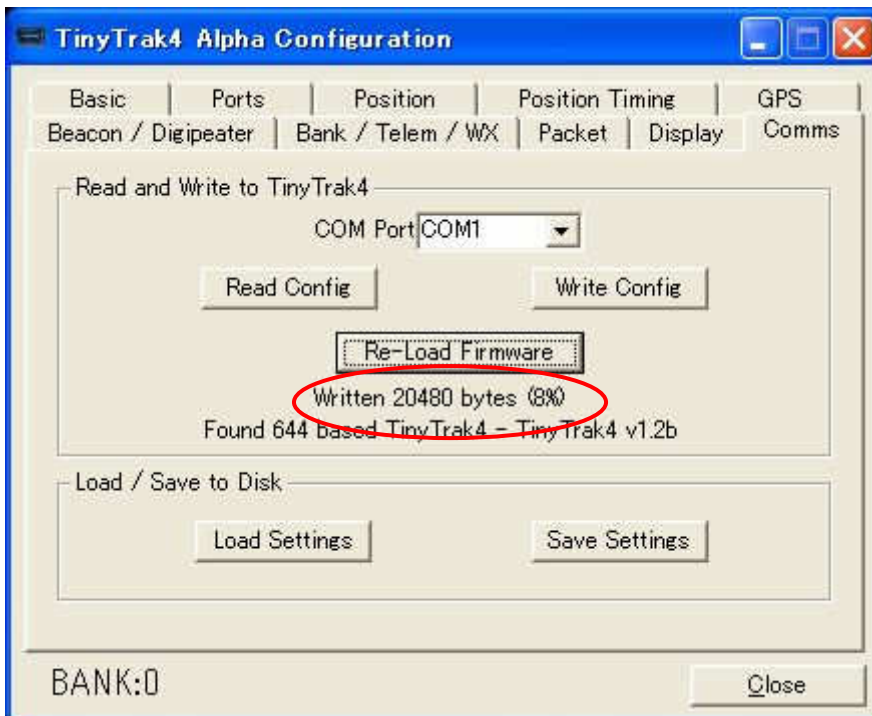 TinyTrak4 Alpha Configuration
Basic Ports Position Position Timing GPS
Beacon / Digipeater Bank / Telem / WX Packet Display Comms
Read and Write to TinyTrak4
COM Port COM1
Read Config Write Config
Re-Load Firmware
Written 20480 bytes (8%)
Found 644 based TinyTrak4 - TinyTrak4 v1.2b
Load / Save to Disk
Load Settings Save Settings
BANK:0 Close